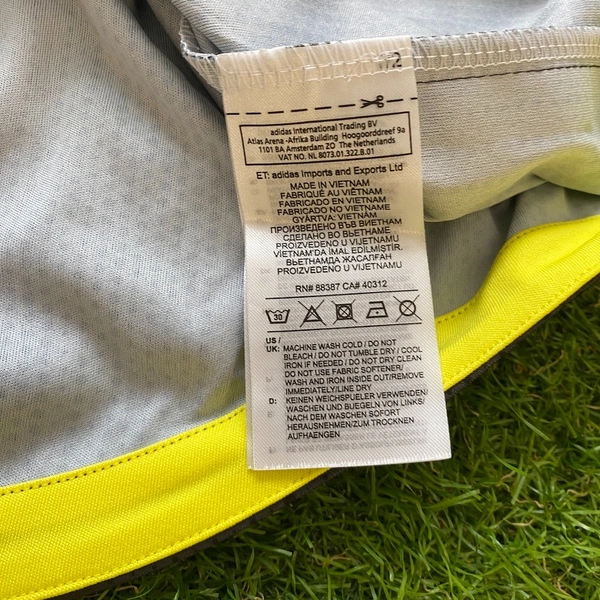 2
adidas International Trading BV
Atlas Arena -Afrika Building Hoogoorddreef 9a
1101 BA Amsterdam ZO The Netherlands
VAT NO. NL 8073.01.322.B.01
ET: adidas Imports and Exports Ltd
MADE IN VIETNAM
FABRIQUÉ AU VIÊTNAM
FABRICADO EN VIETNAM
FABRICADO NO VIETNAME
GYÁRTVA: VIETNAM
ПРОИЗВЕДЕНО ВЪВ ВИЕТНАМ
СДЕЛАНО ВО ВЬЕТНАМЕ
PROIZVEDENO U VIJETNAMU
VIETNAM'DA İMAL EDİLMİŞTİR.
ВЬЕТНАМДА ЖАСАЛҒАН
PROIZVEDENO U VIJETNAMU
RN# 88387 CA# 40312
30
US /
UK: MACHINE WASH COLD / DO NOT
BLEACH / DO NOT TUMBLE DRY / COOL
IRON IF NEEDED / DO NOT DRY CLEAN
DO NOT USE FABRIC SOFTENER/
WASH AND IRON INSIDE OUT/REMOVE
IMMEDIATELY/LINE DRY
D: KEINEN WEICHSPUELER VERWENDEN/
WASCHEN UND BUEGELN VON LINKS/
NACH DEM WASCHEN SOFORT
HERAUSNEHMEN/ZUM TROCKNEN
AUFHAENGEN